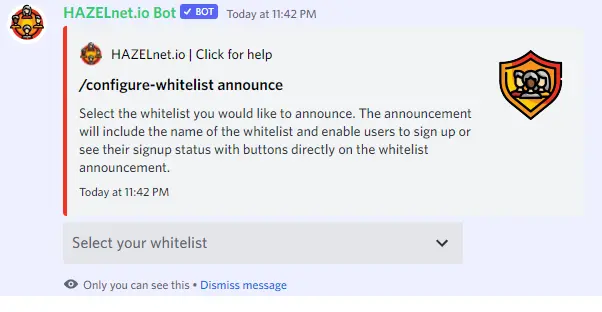 HAZELnet.io Bot ✓ BOT Today at 11:42 PM
HAZELnet.io | Click for help
/configure-whitelist announce
Select the whitelist you would like to announce. The announcement
will include the name of the whitelist and enable users to sign up or
see their signup status with buttons directly on the whitelist
announcement.
Today at 11:42 PM
Select your whitelist
Only you can see this • Dismiss message